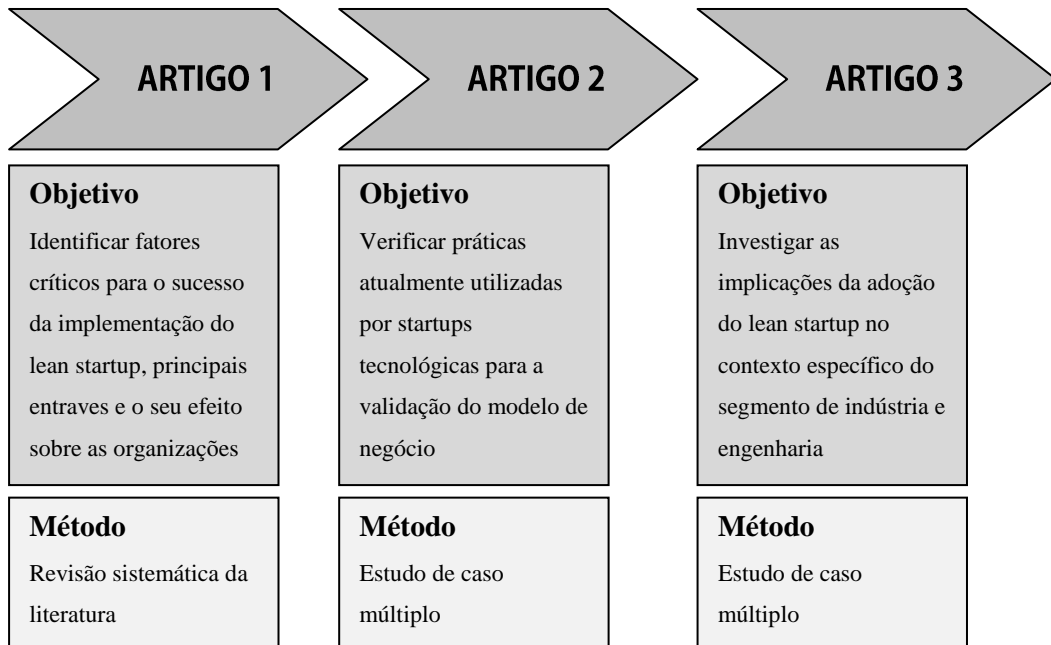 ARTIGO 1
ARTIGO 2
ARTIGO 3
Objetivo
Identificar fatores
críticos para o sucesso
da implementação do
lean startup, principais
entraves e o seu efeito
sobre as organizações
Objetivo
Verificar práticas
atualmente utilizadas
por startups
tecnológicas para a
validação do modelo de
negócio
Objetivo
Investigar as
implicações da adoção
do lean startup no
contexto específico do
segmento de indústria e
engenharia
Método
Revisão sistemática da
literatura
Método
Estudo de caso
múltiplo
Método
Estudo de caso
múltiplo